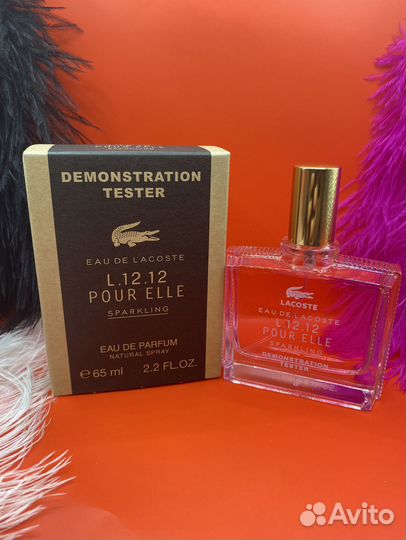 DEMONSTRATION
TESTER
EAU DE LACOSTE
L.12.12
POUR ELLE
SPARKLING
EAU DE PARFUM
NATURAL SPRAY
℮ 65 ml 2.2 FL.OZ.
LACOSTE
EAU DE LACOSTE
L.12.12
POUR ELLE
SPARKLING
DEMONSTRATION
TESTER
Avito